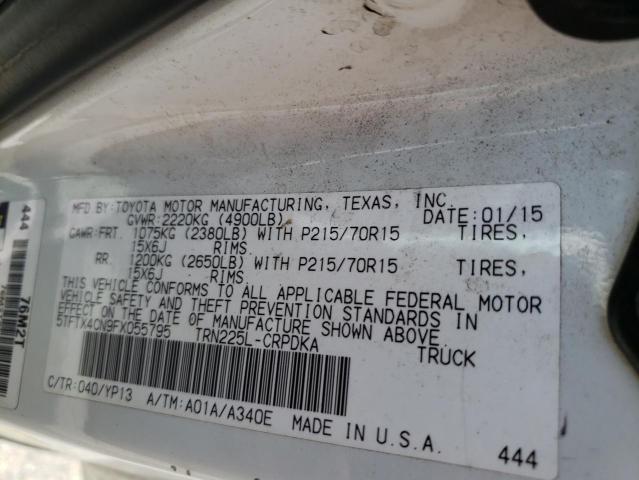 MFD BY: TOYOTA MOTOR MANUFACTURING, TEXAS, INC.
GVWR: 2220KG (4900LB) DATE: 01/15
GAWR:FRT. 1075KG (2380LB) WITH P215/70R15 TIRES,
15X6J RIMS.
RR. 1200KG (2650LB) WITH P215/70R15 TIRES,
15X6J RIMS.
THIS VEHICLE CONFORMS TO ALL APPLICABLE FEDERAL MOTOR
VEHICLE SAFETY AND THEFT PREVENTION STANDARDS IN
EFFECT ON THE DATE OF MANUFACTURE SHOWN ABOVE.
5TFTX4CN9FX055795 TRN225L-CRPDKA TRUCK
C/TR: 040/YP13 A/TM: A01A/A340E MADE IN U.S.A. 444
444
76M2T